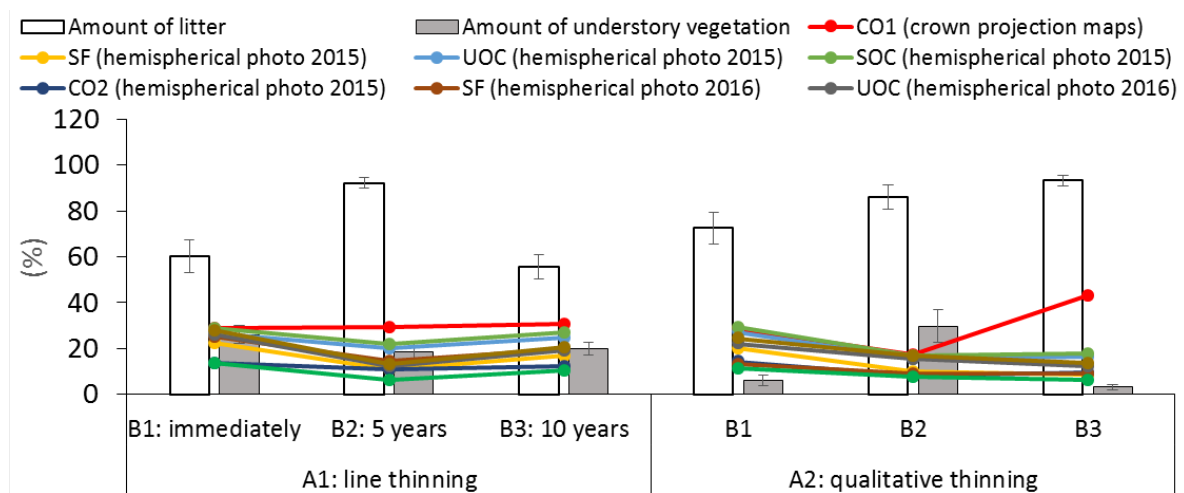 Amount of litter Amount of understory vegetation CO1 (crown projection maps)
SF (hemispherical photo 2015) UOC (hemispherical photo 2015) SOC (hemispherical photo 2015)
CO2 (hemispherical photo 2015) SF (hemispherical photo 2016) UOC (hemispherical photo 2016)
120
100
80
60
40
20
0
(%)
B1: immediately B2: 5 years B3: 10 years B1 B2 B3
A1: line thinning A2: qualitative thinning